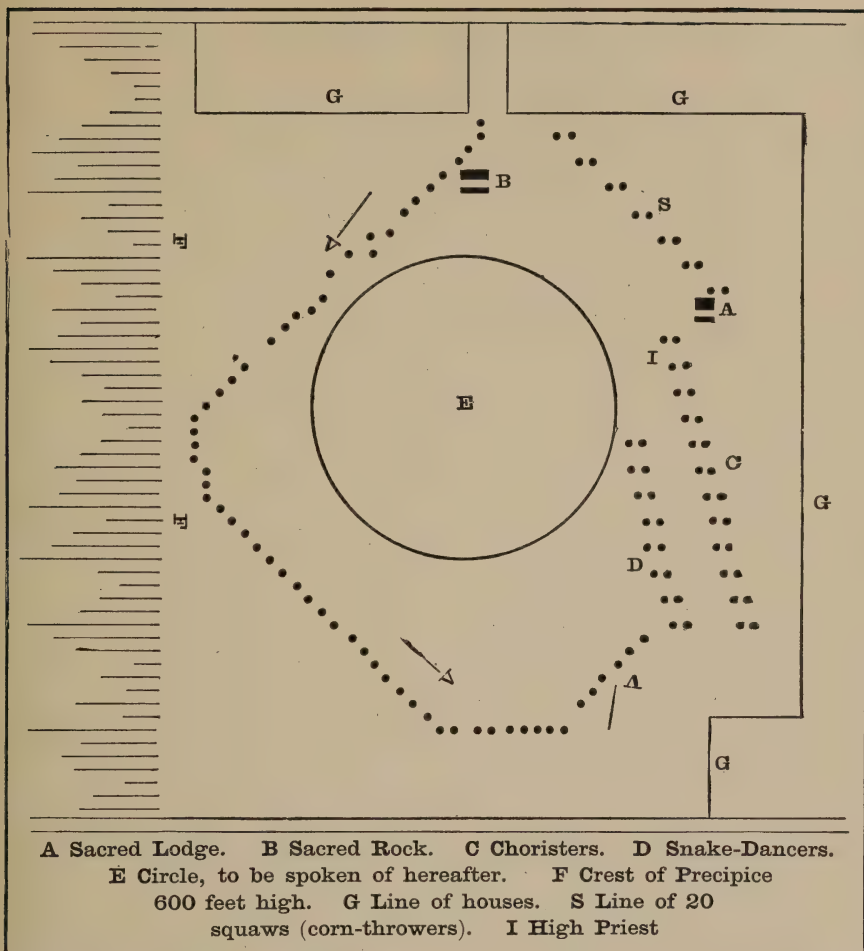 G G
B
S
F
A
I
E
C
G
F
D
G
A Sacred Lodge. B Sacred Rock. C Choristers. D Snake-Dancers.
E Circle, to be spoken of hereafter. F Crest of Precipice
600 feet high. G Line of houses. S Line of 20
squaws (corn-throwers). I High Priest